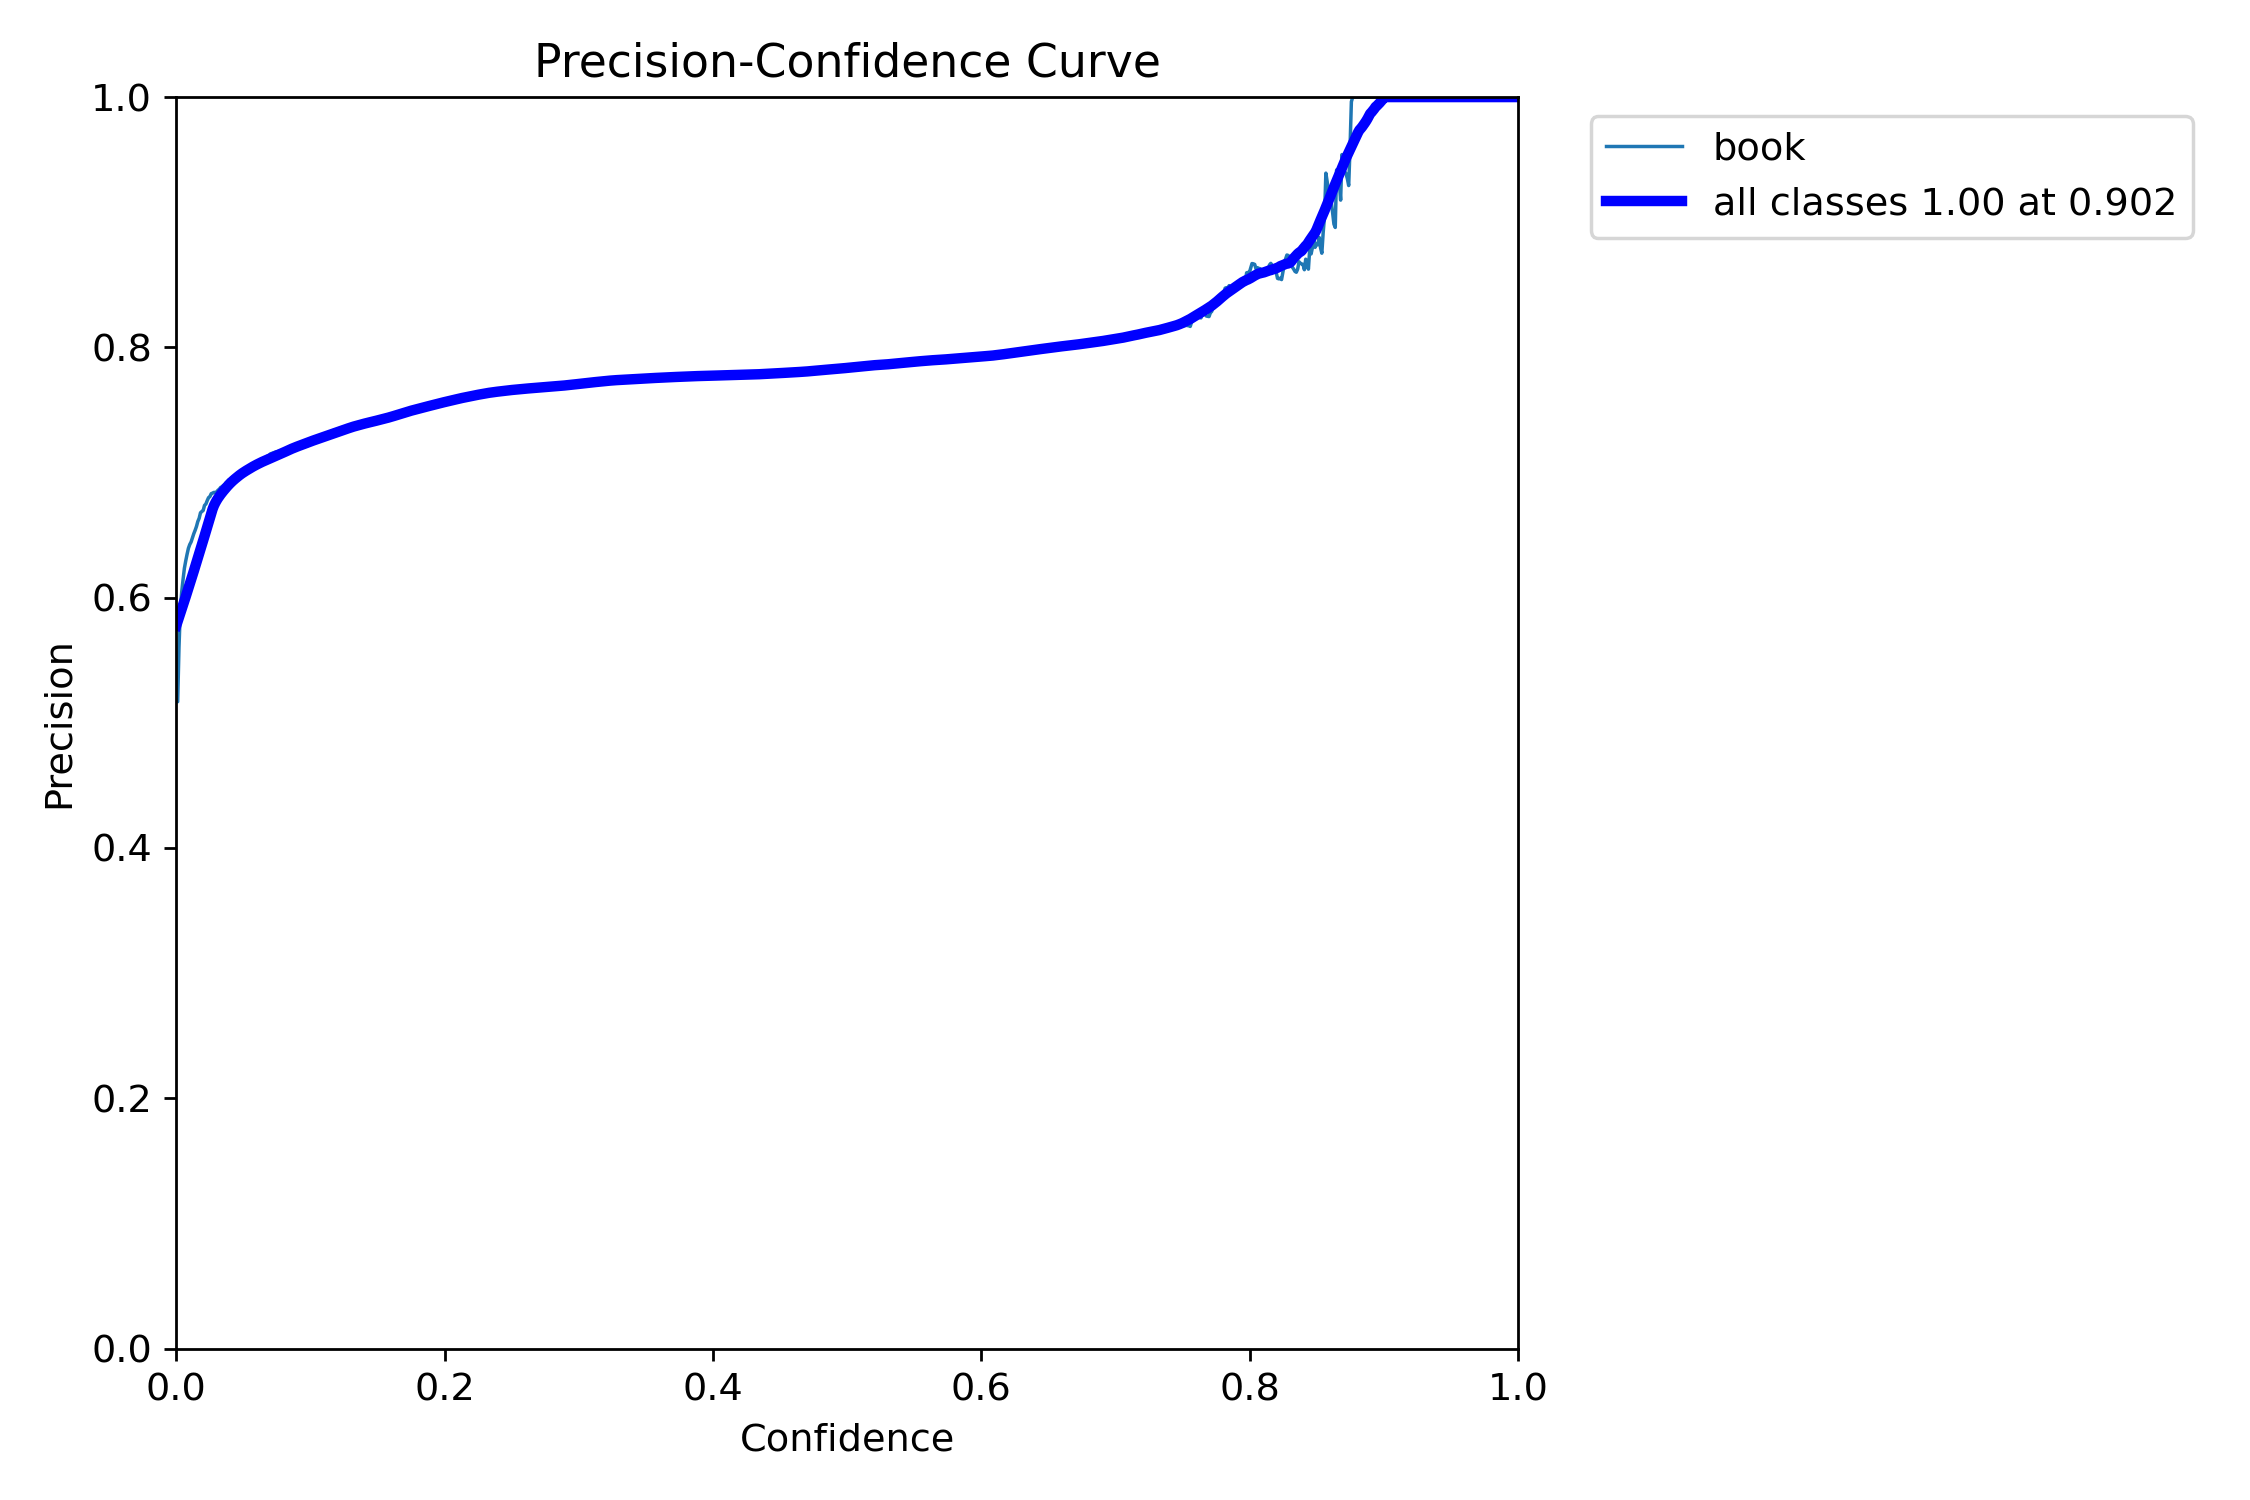 Precision-Confidence Curve
book
all classes 1.00 at 0.902
1.0
0.8
0.6
0.4
0.2
0.0
Precision
0.0 0.2 0.4 0.6 0.8 1.0
Confidence